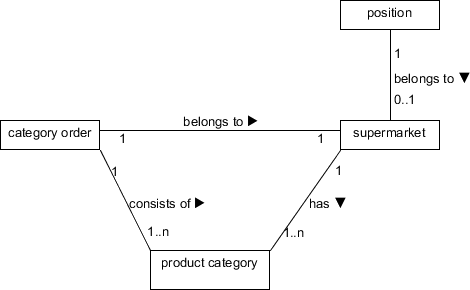 position
1
belongs to ▼
0..1
category order
belongs to ▶
supermarket
1
1
1
1
consists of ▶
has ▼
1..n
1..n
product category